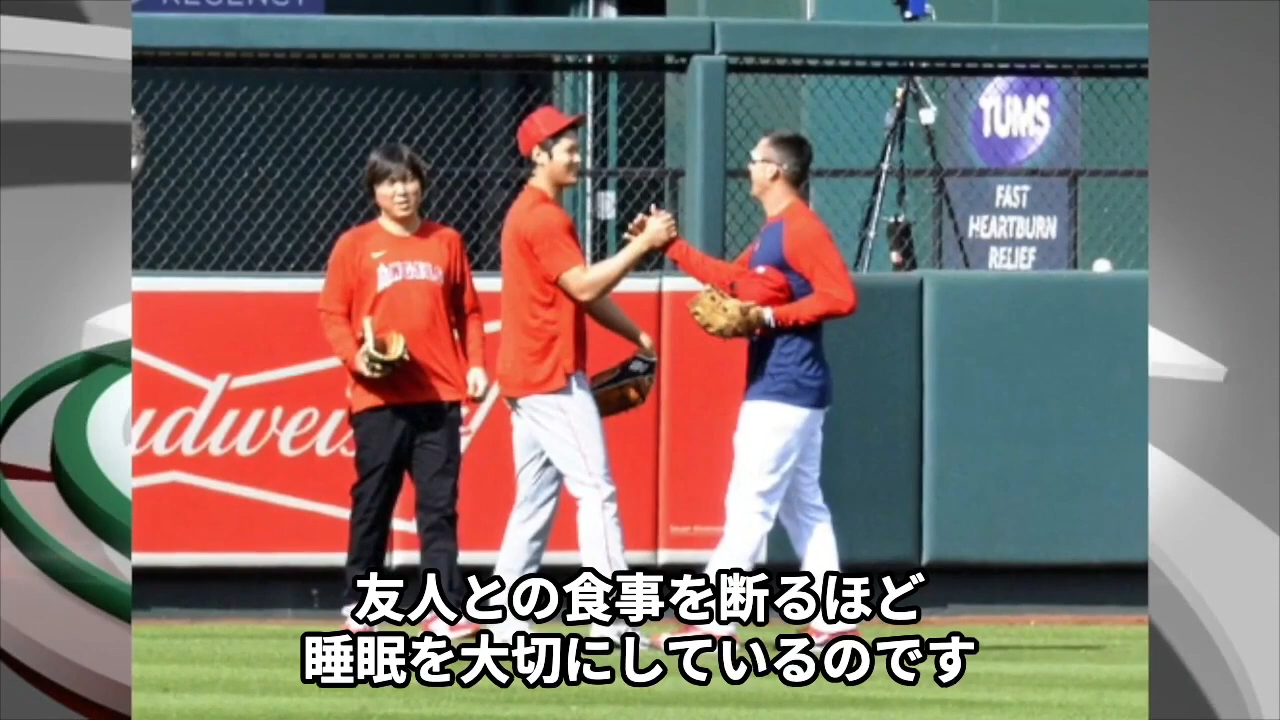 REGENCY
TUMS
FAST
HEARTBURN
RELIEF
ANGELS
udweis
友人との食事を断るほど
睡眠を大切にしているのです